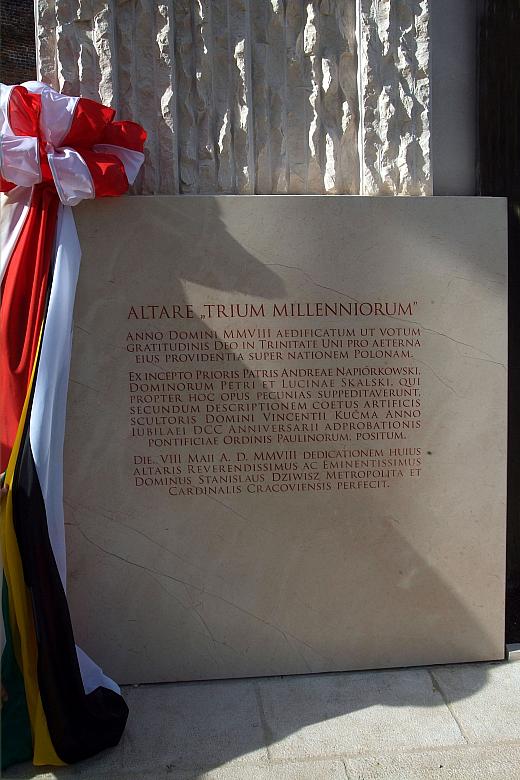 ALTARE „TRIUM MILLENNIORUM"
ANNO DOMINI MMVIII AEDIFICATUM UT VOTUM
GRATITUDINIS DEO IN TRINITATE UNI PRO AETERNA
EIUS PROVIDENTIA SUPER NATIONEM POLONAM.
EX INCEPTO PRIORIS PATRIS ANDREAE NAPIÓRKOWSKI,
DOMINORUM PETRI ET LUCINAE SKALSKI, QUI
PROPTER HOC OPUS PECUNIAS SUPPEDITAVERUNT,
SECUNDUM DESCRIPTIONEM COETUS ARTIFICIS
SCULTORIS DOMINI VINCENTII KUĆMA ANNO
IUBILAEI DCC ANNIVERSARII ADPROBATIONIS
PONTIFICIAE ORDINIS PAULINORUM, POSITUM.
DIE, VIII MAII A. D. MMVIII DEDICATIONEM HUIUS
ALTARIS REVERENDISSIMUS AC EMINENTISSIMUS
DOMINUS STANISLAUS DZIWISZ METROPOLITA ET
CARDINALIS CRACOVIENSIS PERFECIT.